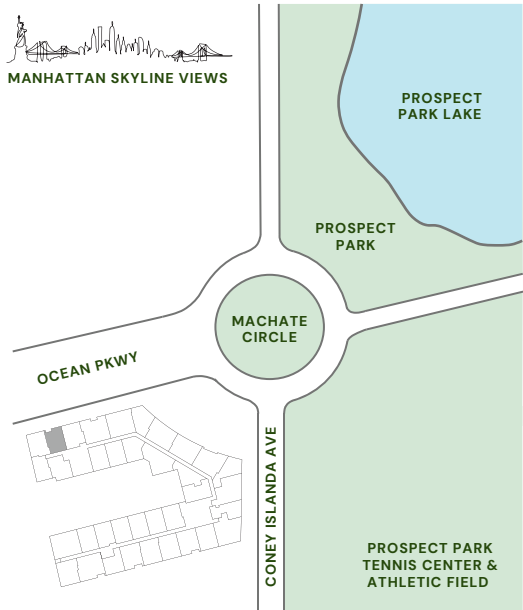 MANHATTAN SKYLINE VIEWS
PROSPECT
PARK LAKE
PROSPECT
PARK
MACHATE
CIRCLE
OCEAN PKWY
CONEY ISLANDA AVE
PROSPECT PARK
TENNIS CENTER &
ATHLETIC FIELD